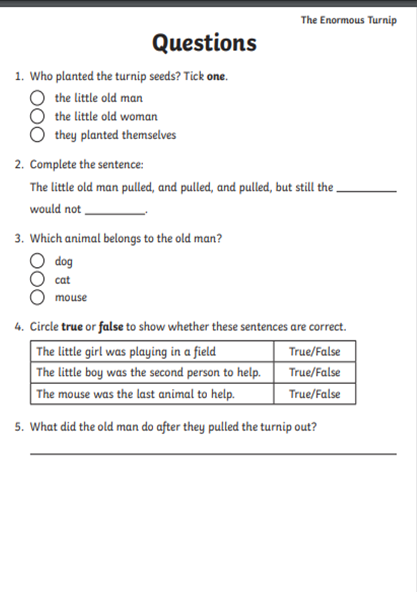 The Enormous Turnip
Questions
1. Who planted the turnip seeds? Tick one.
the little old man
the little old woman
they planted themselves
2. Complete the sentence:
The little old man pulled, and pulled, and pulled, but still the __________
would not __________.
3. Which animal belongs to the old man?
dog
cat
mouse
4. Circle true or false to show whether these sentences are correct.
The little girl was playing in a field True/False
The little boy was the second person to help. True/False
The mouse was the last animal to help. True/False
5. What did the old man do after they pulled the turnip out?